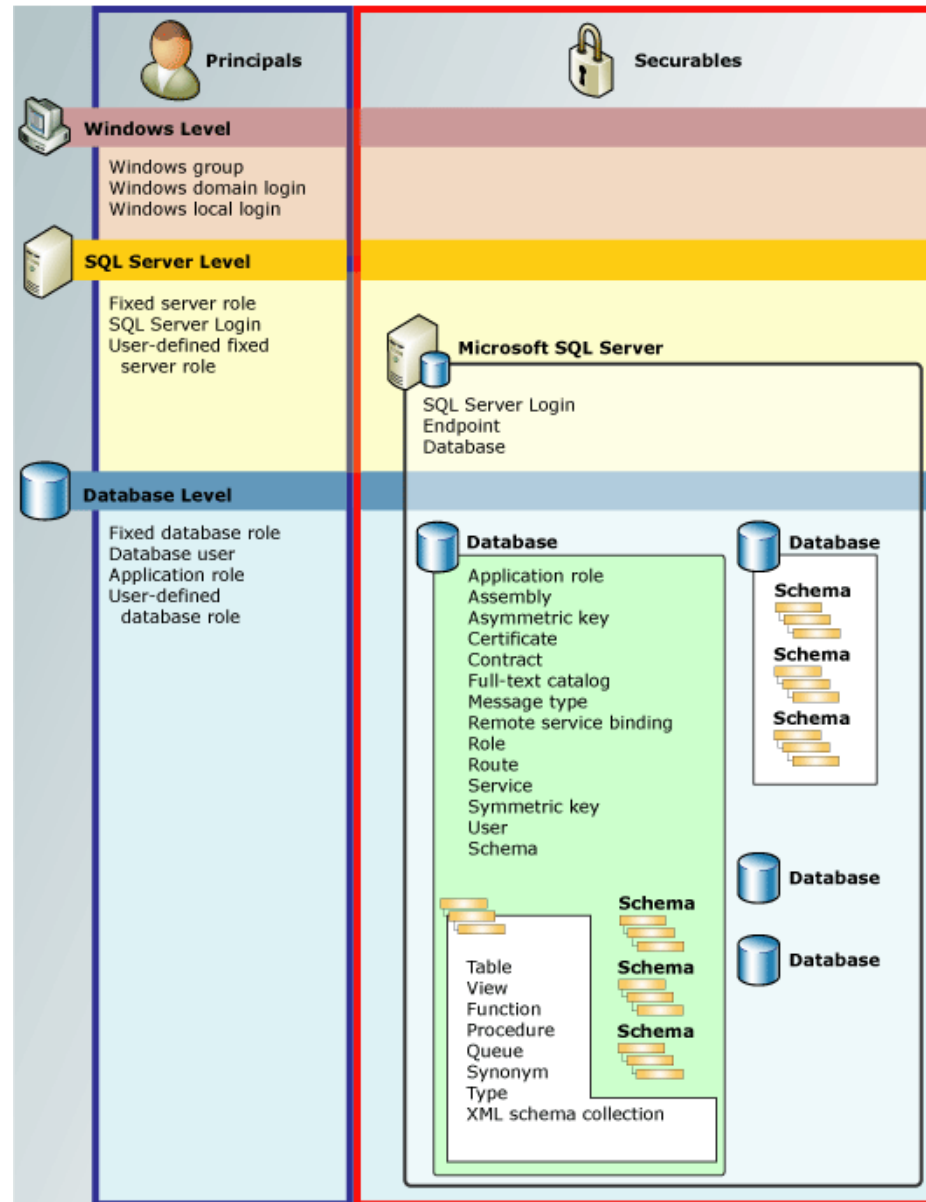 Principals
Securables
Windows Level
Windows group
Windows domain login
Windows local login
SQL Server Level
Fixed server role
SQL Server Login
User-defined fixed
server role
Microsoft SQL Server
SQL Server Login
Endpoint
Database
Database Level
Fixed database role
Database user
Application role
User-defined
database role
Database
Application role
Assembly
Asymmetric key
Certificate
Contract
Full-text catalog
Message type
Remote service binding
Role
Route
Service
Symmetric key
User
Schema
Table
View
Function
Procedure
Queue
Synonym
Type
XML schema collection
Schema
Schema
Schema
Database
Schema
Schema
Schema
Database
Database